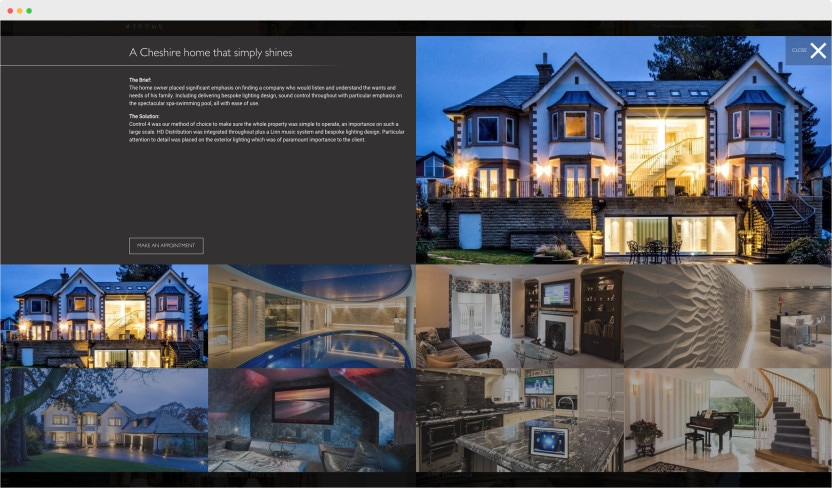 CLOSE
A Cheshire home that simply shines
The Brief:
The home owner placed significant emphasis on finding a company who would listen and understand the wants and
needs of his family. Including delivering bespoke lighting design, sound control throughout with particular emphasis on
the spectacular spa-swimming pool, all with ease of use.
The Solution:
Control 4 was our method of choice to make sure the whole property was simple to operate, an importance on such a
large scale. HD Distribution was integrated throughout plus a Linn music system and bespoke lighting design. Particular
attention to detail was placed on the exterior lighting which was of paramount importance to the client.
MAKE AN APPOINTMENT